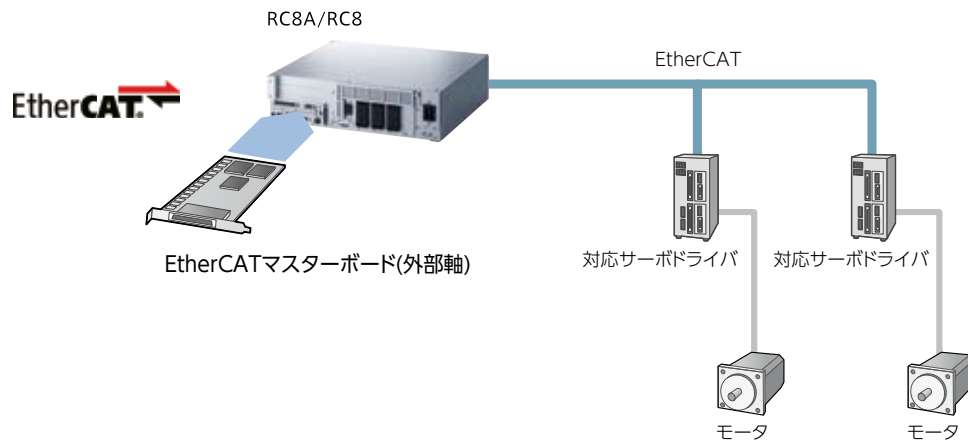 RC8A/RC8
EtherCAT
EtherCAT.
EtherCATマスターボード(外部軸)
対応サーボドライバ
対応サーボドライバ
モータ
モータ